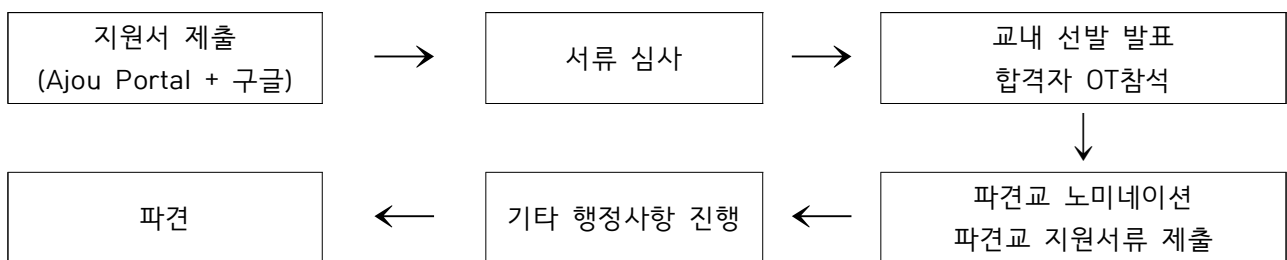 지원서 제출
(Ajou Portal + 구글)
서류 심사
교내 선발 발표
합격자 OT참석
파견교 노미네이션
파견교 지원서류 제출
기타 행정사항 진행
파견